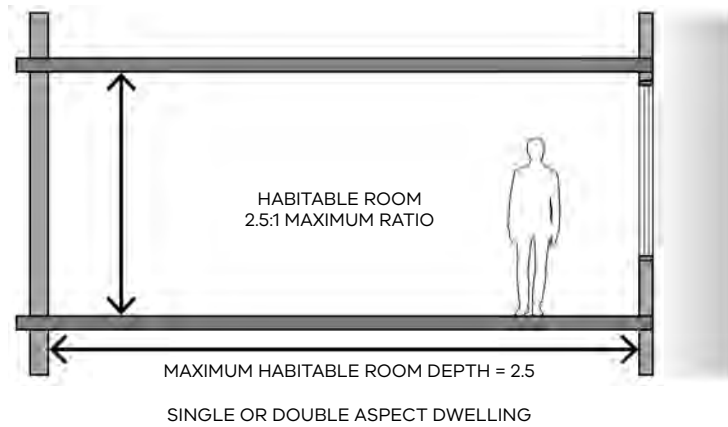 HABITABLE ROOM
2.5:1 MAXIMUM RATIO
MAXIMUM HABITABLE ROOM DEPTH = 2.5
SINGLE OR DOUBLE ASPECT DWELLING